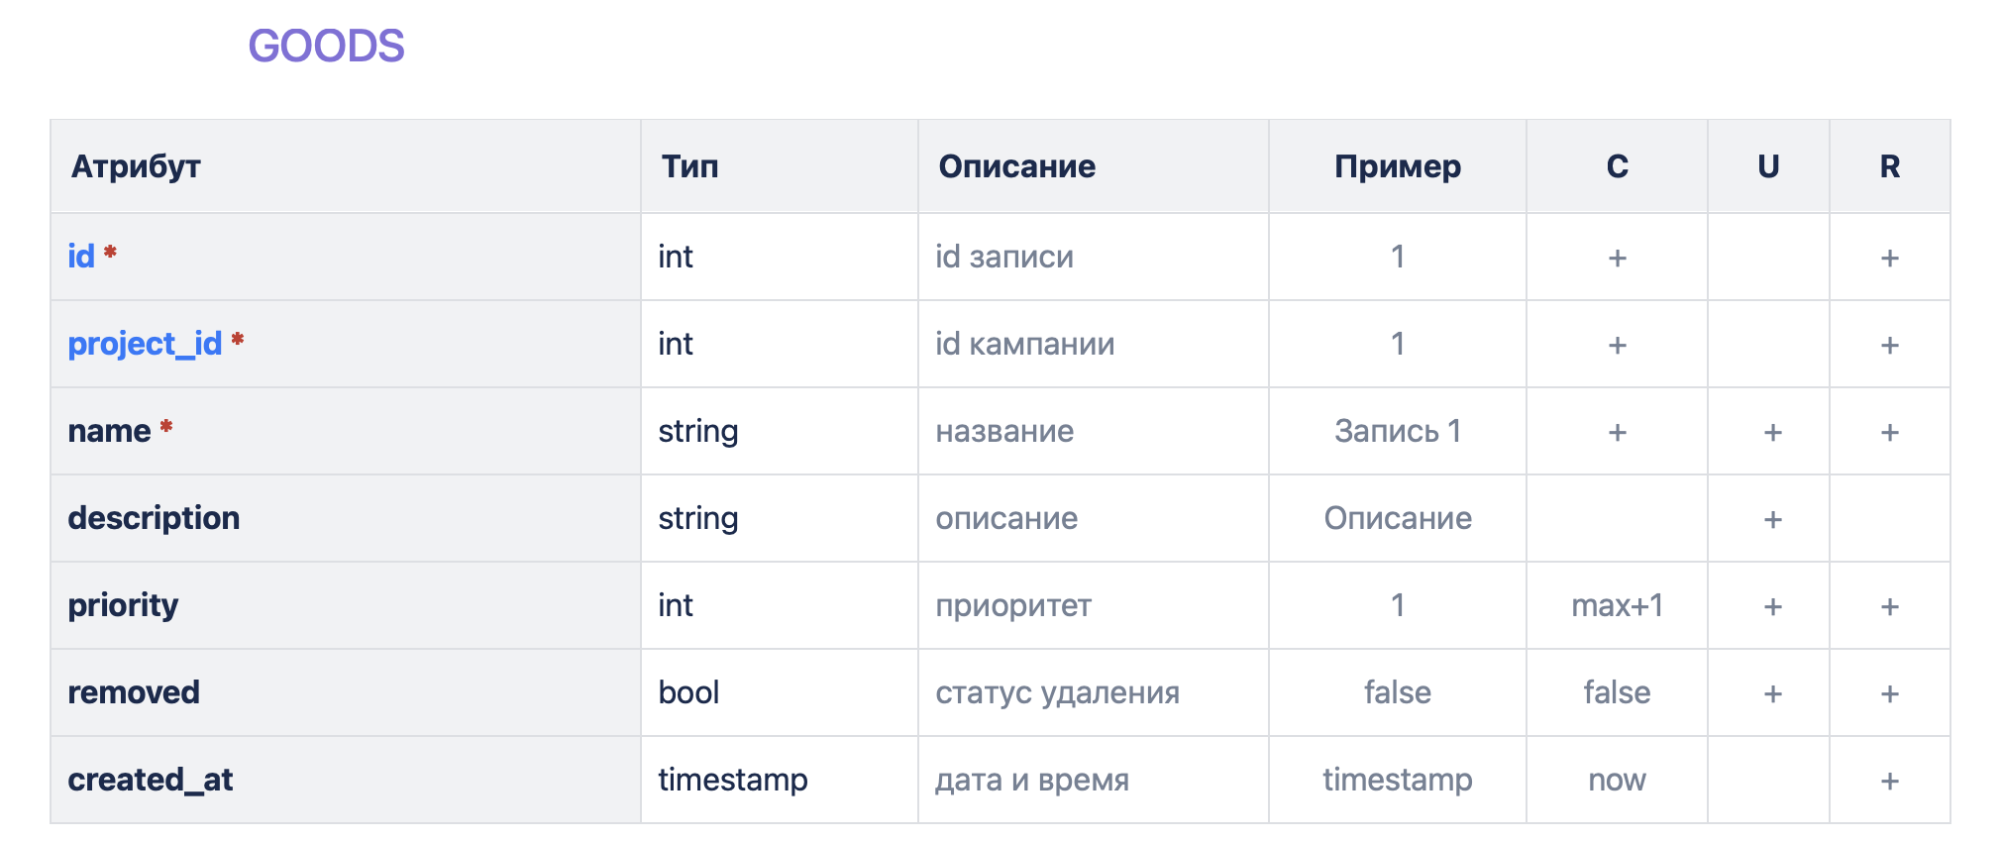 GOODS
Атрибут Тип Описание Пример C U R
id * int id записи 1 + +
project_id * int id кампании 1 + +
name * string название Запись 1 + + +
description string описание Описание +
priority int приоритет 1 max+1 + +
removed bool статус удаления false false + +
created_at timestamp дата и время timestamp now +